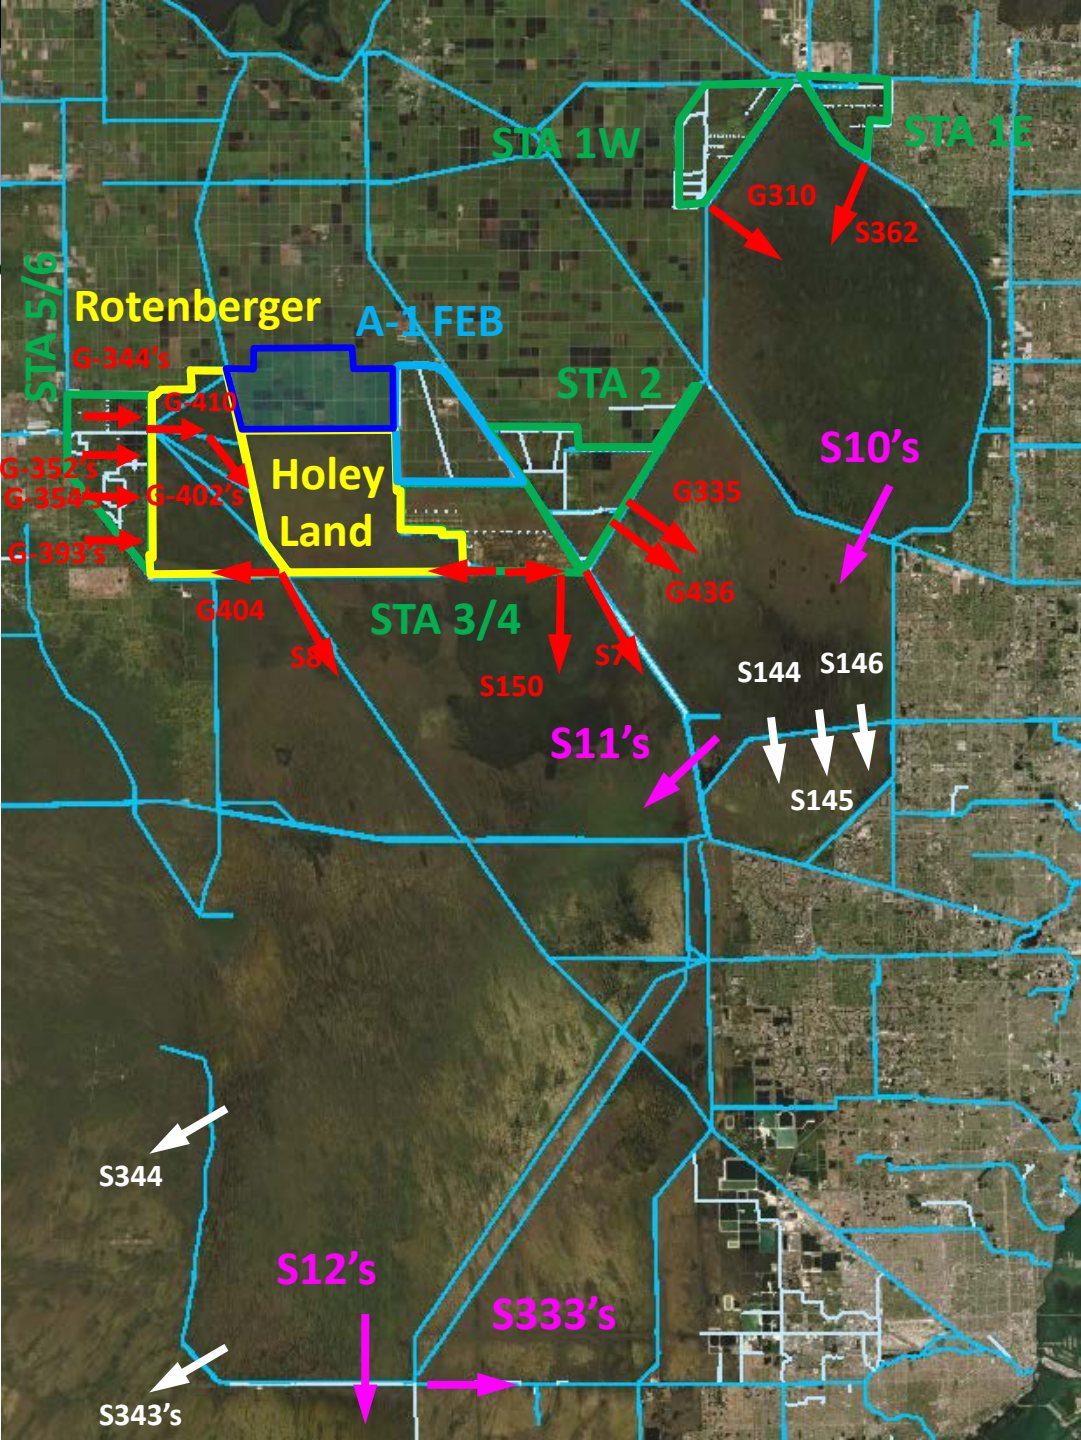 STA 1W
STA 1E
G310
S362
STA 5/6
Rotenberger
A-1 FEB
G-344's
STA 2
G-410
S10's
Holey
Land
G-352's
G-354's
G-402's
G335
G-393's
G436
G404
STA 3/4
S8
S150
S7
S144
S146
S11's
S145
S344
S12's
S333's
S343's